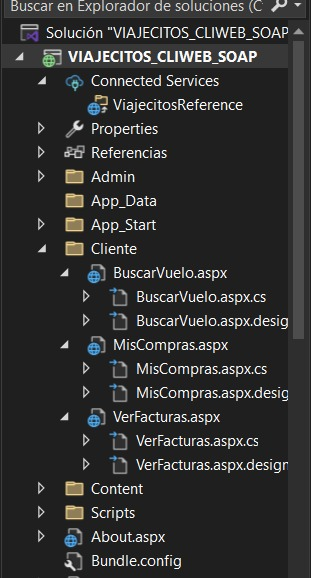 Buscar en Explorador de soluciones (C
Solución "VIAJECITOS_CLIWEB_SOAP
VIAJECITOS_CLIWEB_SOAP
Connected Services
ViajecitosReference
Properties
Referencias
Admin
App_Data
App_Start
Cliente
BuscarVuelo.aspx
BuscarVuelo.aspx.cs
BuscarVuelo.aspx.desig
MisCompras.aspx
MisCompras.aspx.cs
MisCompras.aspx.desig
VerFacturas.aspx
VerFacturas.aspx.cs
VerFacturas.aspx.design
Content
Scripts
About.aspx
Bundle.config